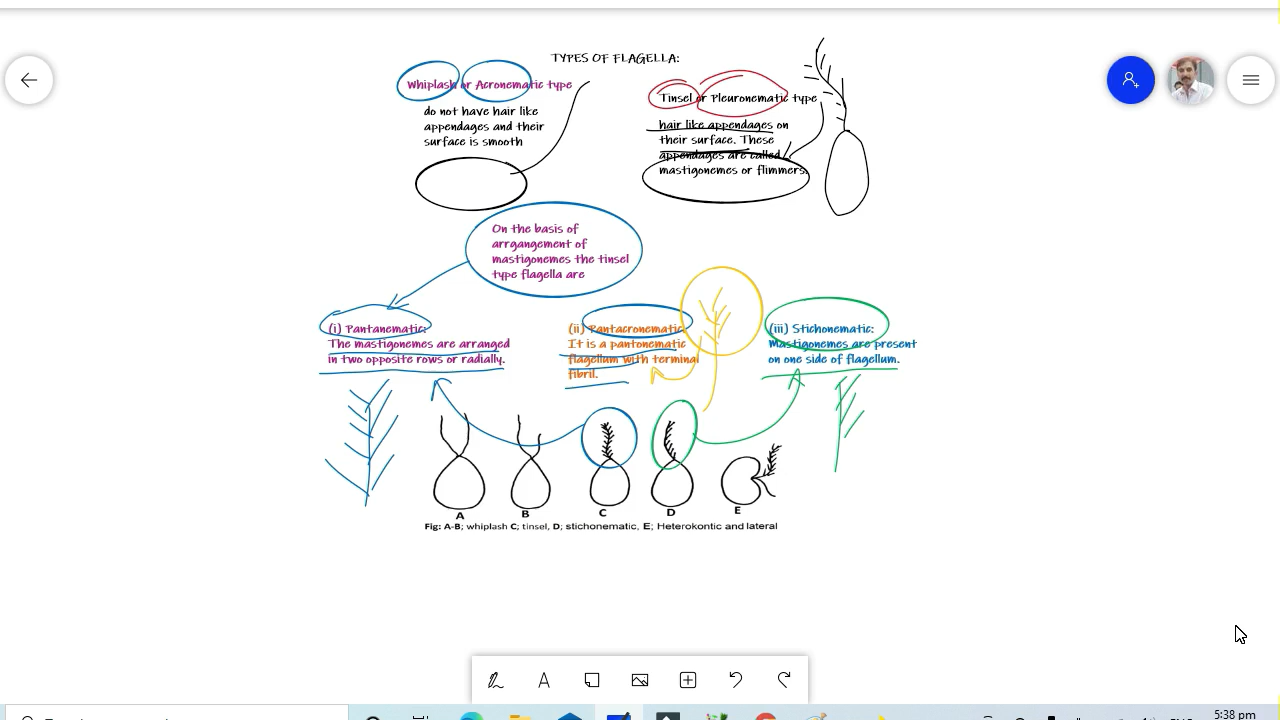 TYPES OF FLAGELLA:
Whiplash or Acronematic type
do not have hair like
appendages and their
surface is smooth
Tinsel or Pleuronematic type
hair like appendages on
their surface. These
appendages are called
mastigonemes or flimmers.
On the basis of
arrgangement of
mastigonemes the tinsel
type flagella are
(i) Pantanematic:
The mastigonemes are arranged
in two opposite rows or radially.
(ii) Pantacronematic:
It is a pantonematic
flagellum with terminal
fibril.
(iii) Stichonematic:
Mastigonemes are present
on one side of flagellum.
A B C D E
Fig: A-B; whiplash C; tinsel, D; stichonematic, E; Heterokontic and lateral
A
5:38 pm